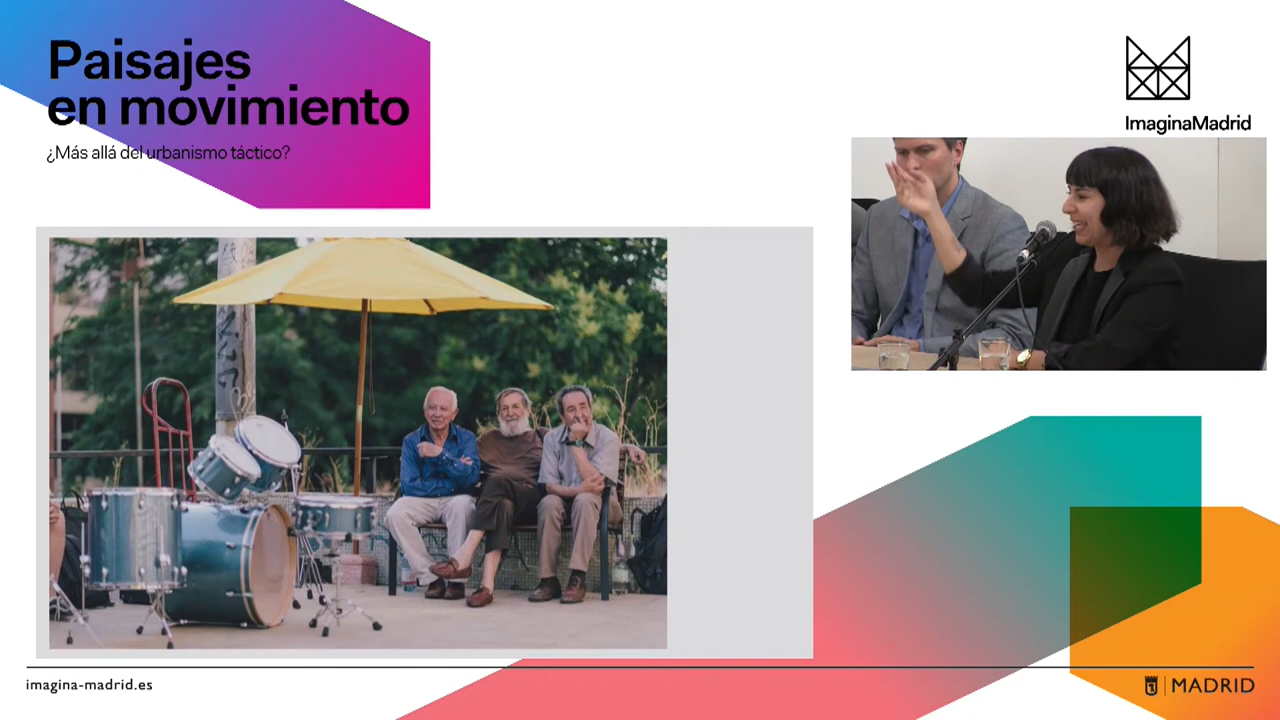 Paisajes
en movimiento
¿Más allá del urbanismo táctico?
ImaginaMadrid
imagina-madrid.es
MADRID